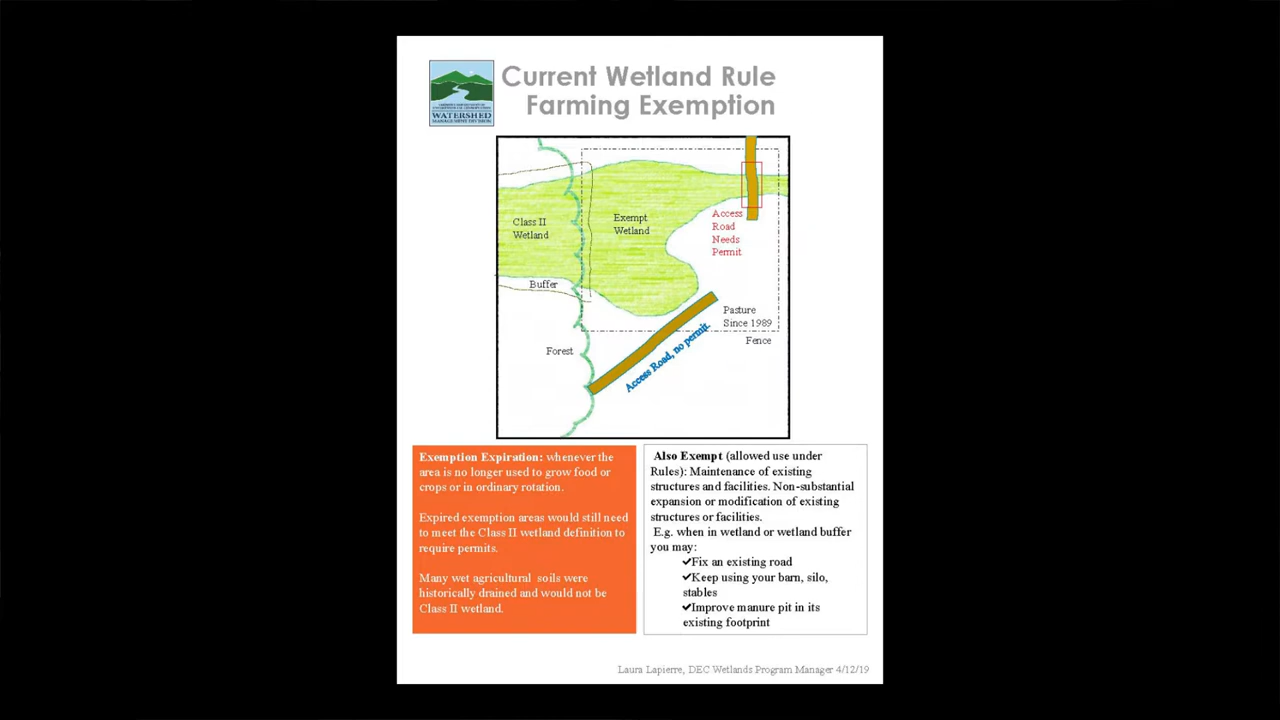 Current Wetland Rule
Farming Exemption
WATERSHED
MANAGEMENT DIVISION
Class II
Wetland
Exempt
Wetland
Access
Road
Needs
Permit
Buffer
Pasture
Since 1989
Fence
Forest
Access Road, no permit.
Exemption Expiration: whenever the
area is no longer used to grow food or
crops or in ordinary rotation.
Expired exemption areas would still need
to meet the Class II wetland definition to
require permits.
Many wet agricultural soils were
historically drained and would not be
Class II wetland.
Also Exempt (allowed use under
Rules): Maintenance of existing
structures and facilities. Non-substantial
expansion or modification of existing
structures or facilities.
E.g. when in wetland or wetland buffer
you may:
✓Fix an existing road
✓Keep using your barn, silo,
stables
✓Improve manure pit in its
existing footprint
Laura Lapierre, DEC Wetlands Program Manager 4/12/19